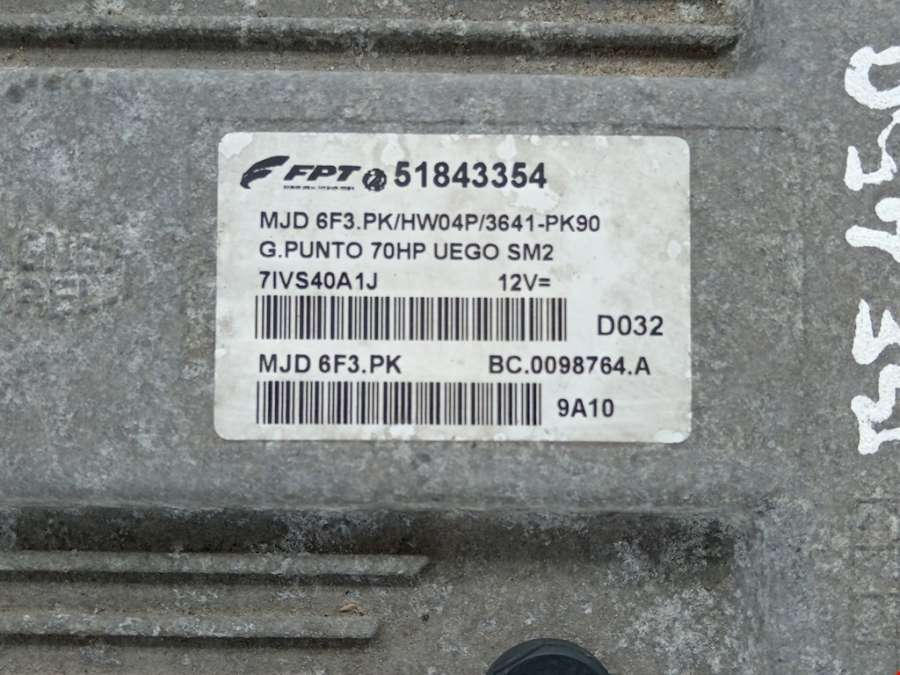 FPT 51843354
MJD 6F3.PK/HW04P/3641-PK90
G.PUNTO 70HP UEGO SM2
7IVS40A1J 12V=
D032
MJD 6F3.PK BC.0098764.A
9A10